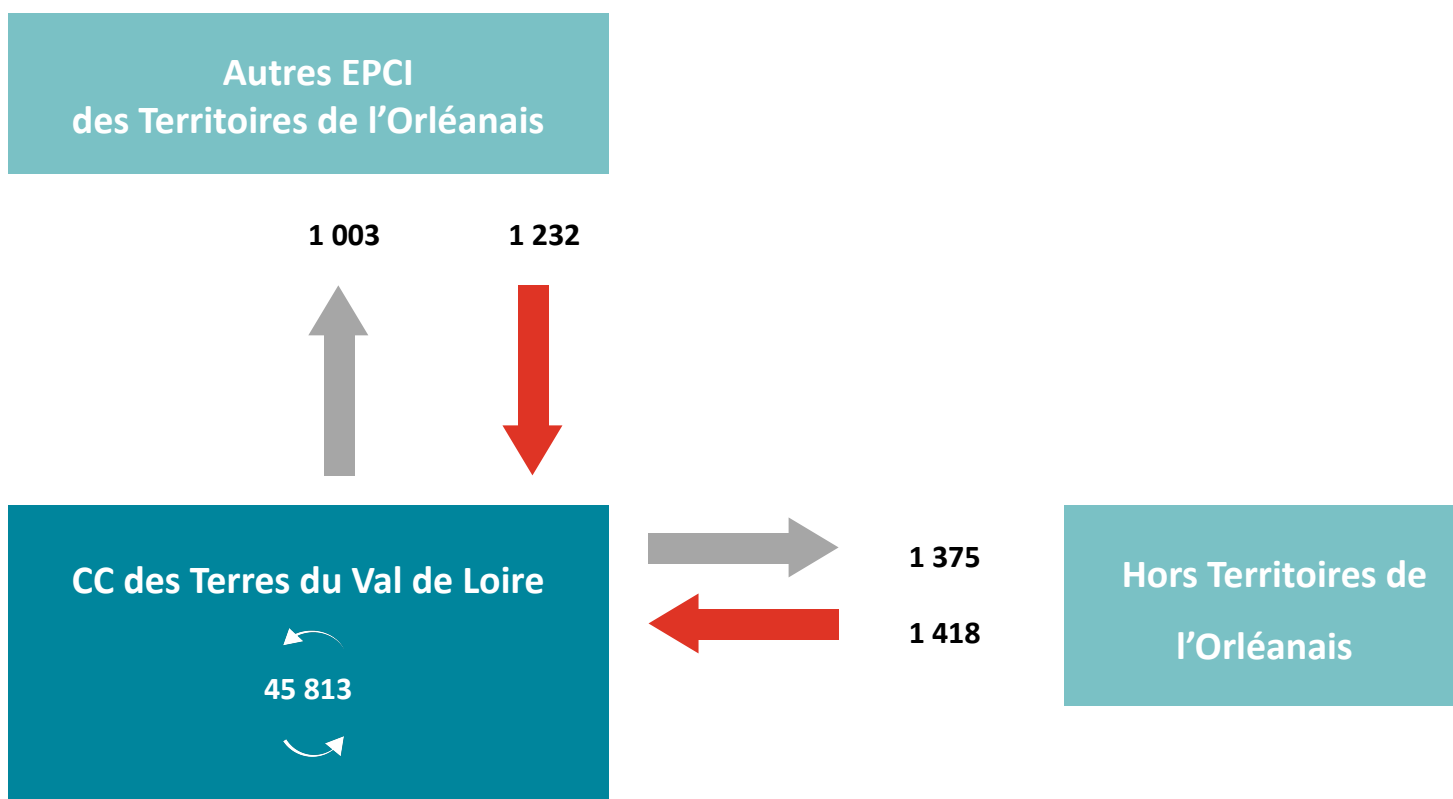 Autres EPCI
des Territoires de l’Orléanais
1 003
1 232
CC des Terres du Val de Loire
45 813
1 375
1 418
Hors Territoires de
l’Orléanais